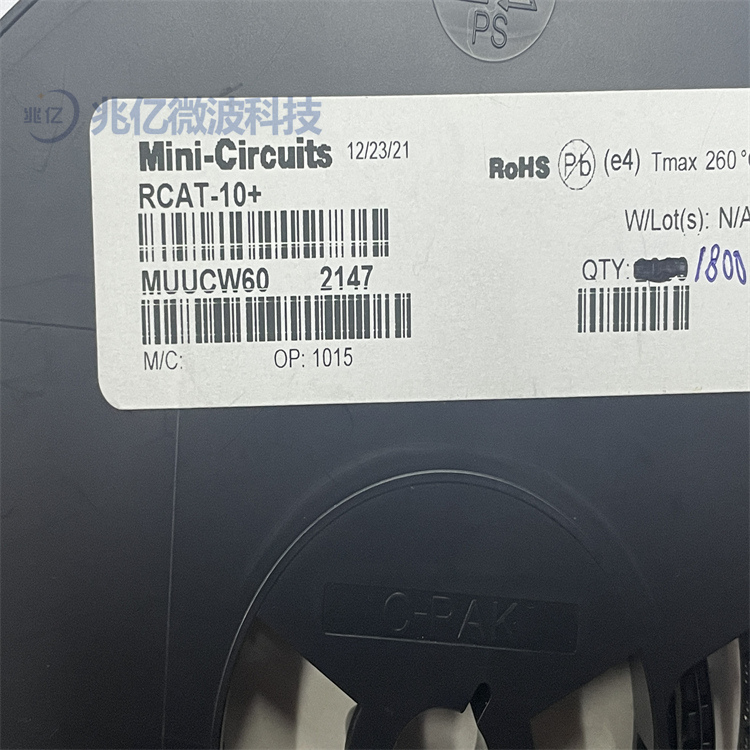 PS
兆亿 兆亿微波科技
Mini-Circuits 12/23/21
RoHS Pb (e4) Tmax 260°
RCAT-10+
W/Lot(s): N/A
MUUCW60 2147
QTY: 1800
M/C: OP: 1015
C-PAK